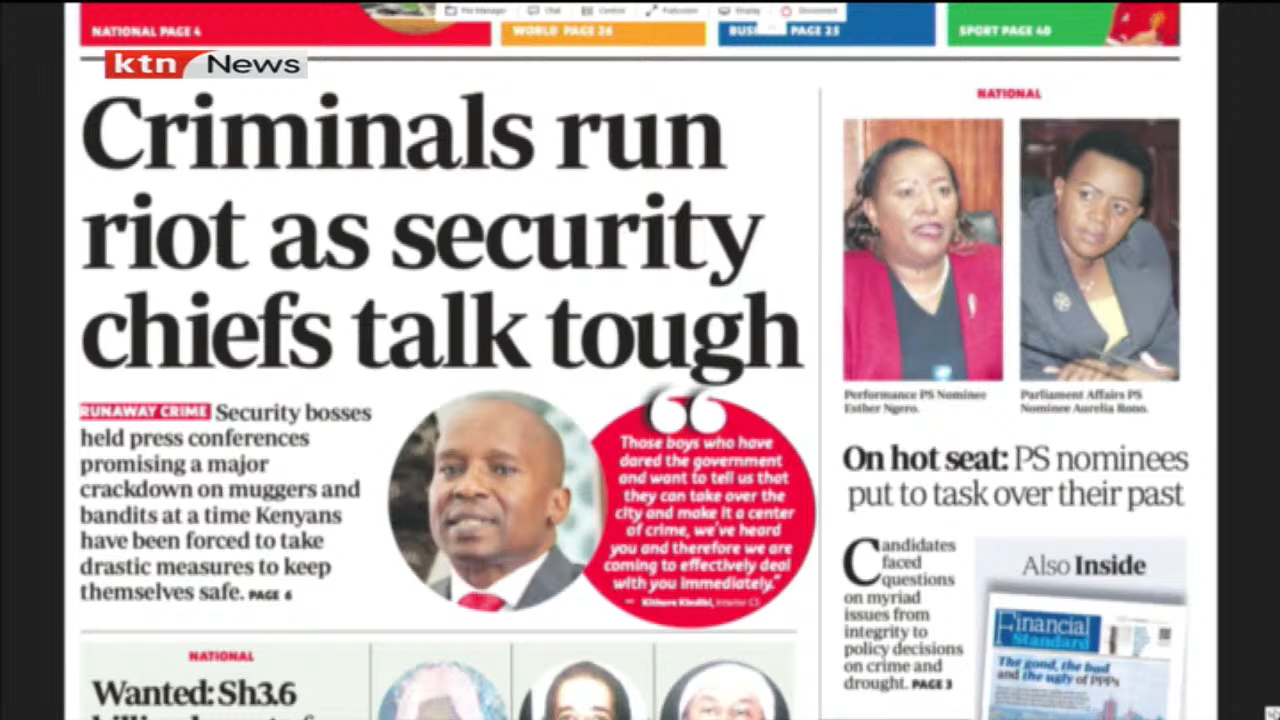 File Manager
Chat
Control
Fullscreen
Display
Disconnect
NATIONAL PAGE 4
WORLD PAGE 26
PAGE 25
SPORT PAGE 40
ktn News
Criminals run
riot as security
chiefs talk tough
RUNAWAY CRIME Security bosses
held press conferences
promising a major
crackdown on muggers and
bandits at a time Kenyans
have been forced to take
drastic measures to keep
themselves safe. PAGE 6
“
Those boys who have
dared the government
and want to tell us that
they can take over the
city and make it a center
of crime, we've heard
you and therefore we are
coming to effectively deal
with you immediately."
— Kithure Kindiki, Interior CS
NATIONAL
Wanted: Sh3.6
NATIONAL
Performance PS Nominee
Esther Ngero.
Parliament Affairs PS
Nominee Aurelia Rono.
On hot seat: PS nominees
put to task over their past
Candidates
faced
questions
on myriad
issues from
integrity to
policy decisions
on crime and
drought. PAGE 3
Also Inside
Financial
Standard
The good, the bad
and the ugly of PPPs